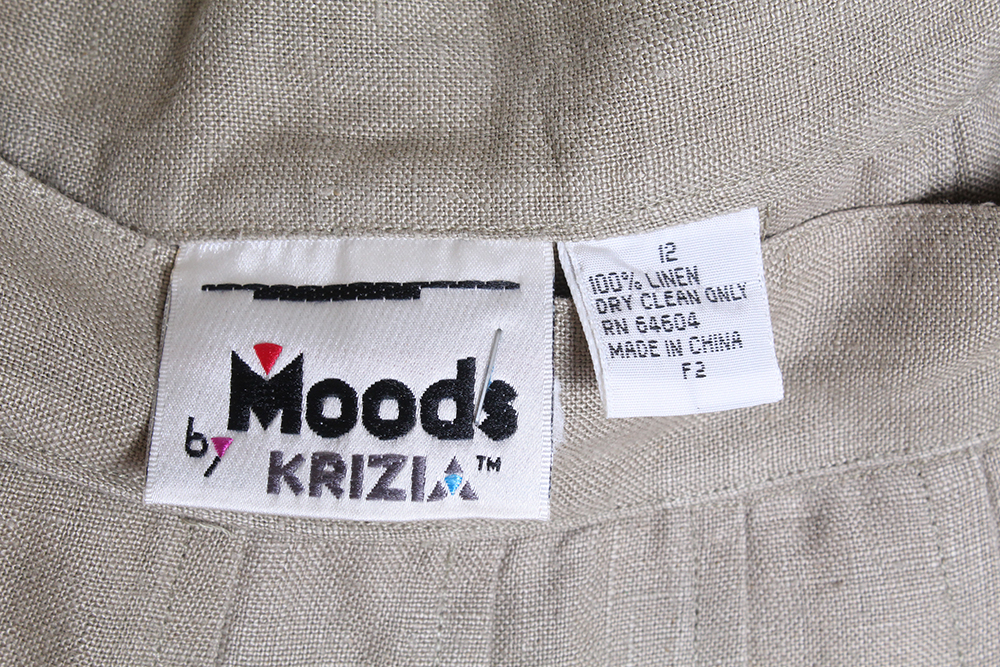 Moods
by
KRIZIA™
12
100% LINEN
DRY CLEAN ONLY
RN 64604
MADE IN CHINA
F2